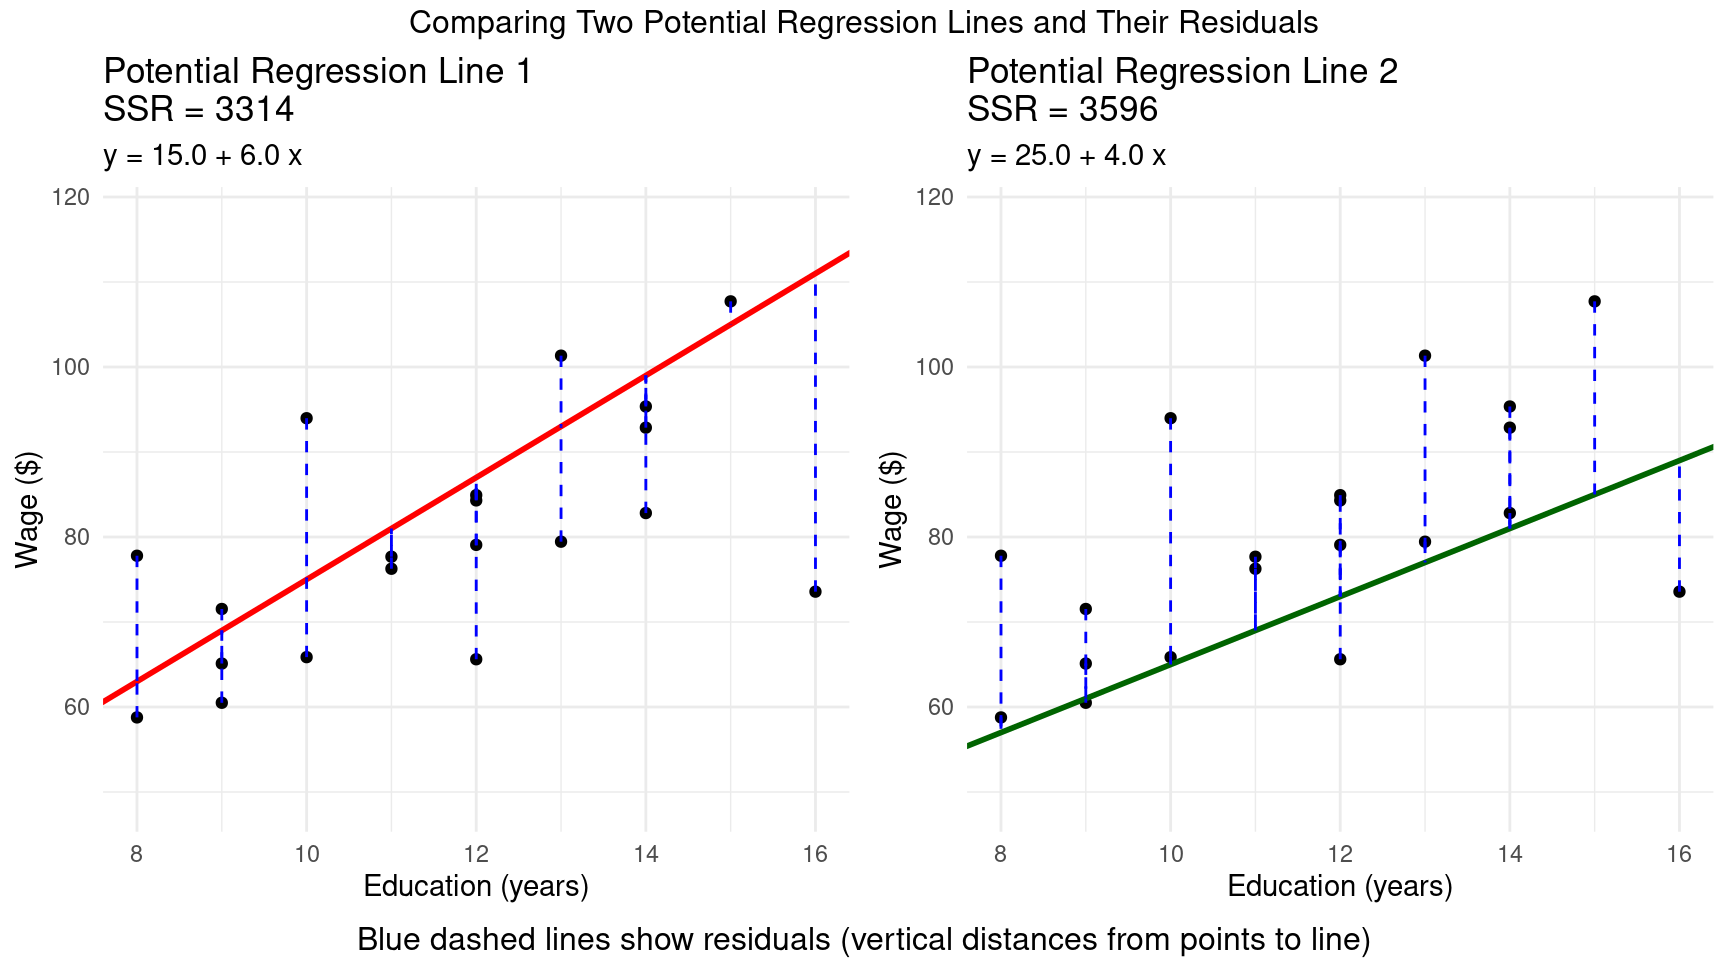 Comparing Two Potential Regression Lines and Their Residuals
Potential Regression Line 1
SSR = 3314
y = 15.0 + 6.0 x
120
100
80
60
Wage ($)
8
10
12
14
16
Education (years)
Potential Regression Line 2
SSR = 3596
y = 25.0 + 4.0 x
120
100
80
60
Wage ($)
8
10
12
14
16
Education (years)
Blue dashed lines show residuals (vertical distances from points to line)